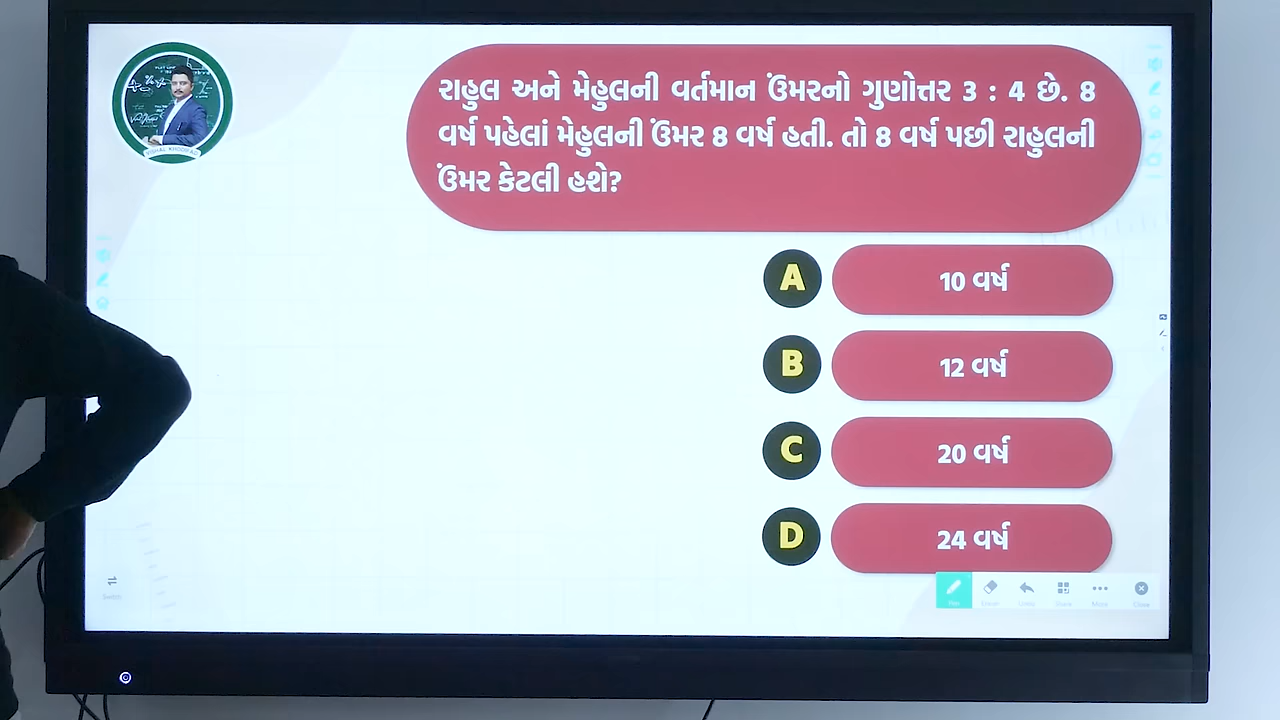 રાહુલ અને મેહુલની વર્તમાન ઉંમરનો ગુણોત્તર 3 : 4 છે. 8
વર્ષ પહેલાં મેહુલની ઉંમર 8 વર્ષ હતી. તો 8 વર્ષ પછી રાહુલની
ઉંમર કેટલી હશે?
A 10 વર્ષ
B 12 વર્ષ
C 20 વર્ષ
D 24 વર્ષ